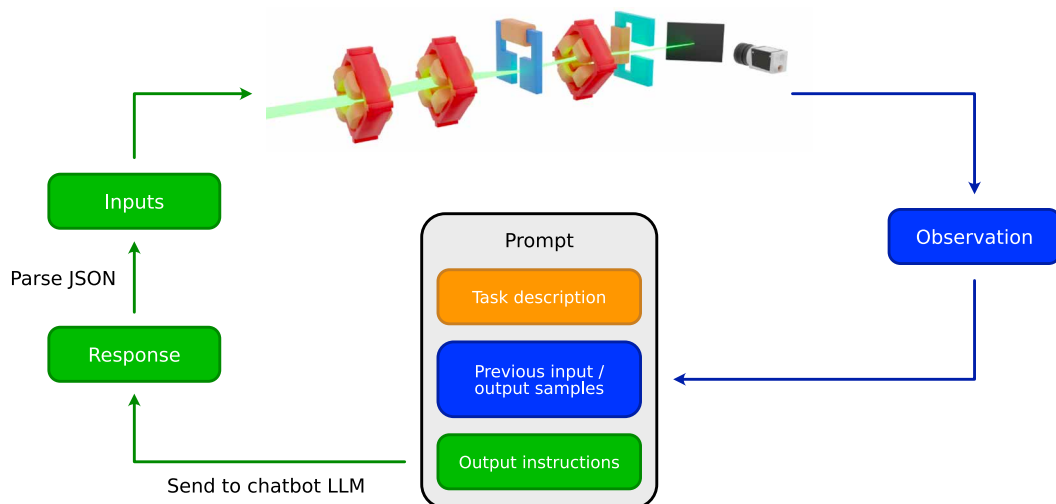 Inputs
Prompt
Observation
Task description
Parse JSON
Response
Previous input /
output samples
Output instructions
Send to chatbot LLM